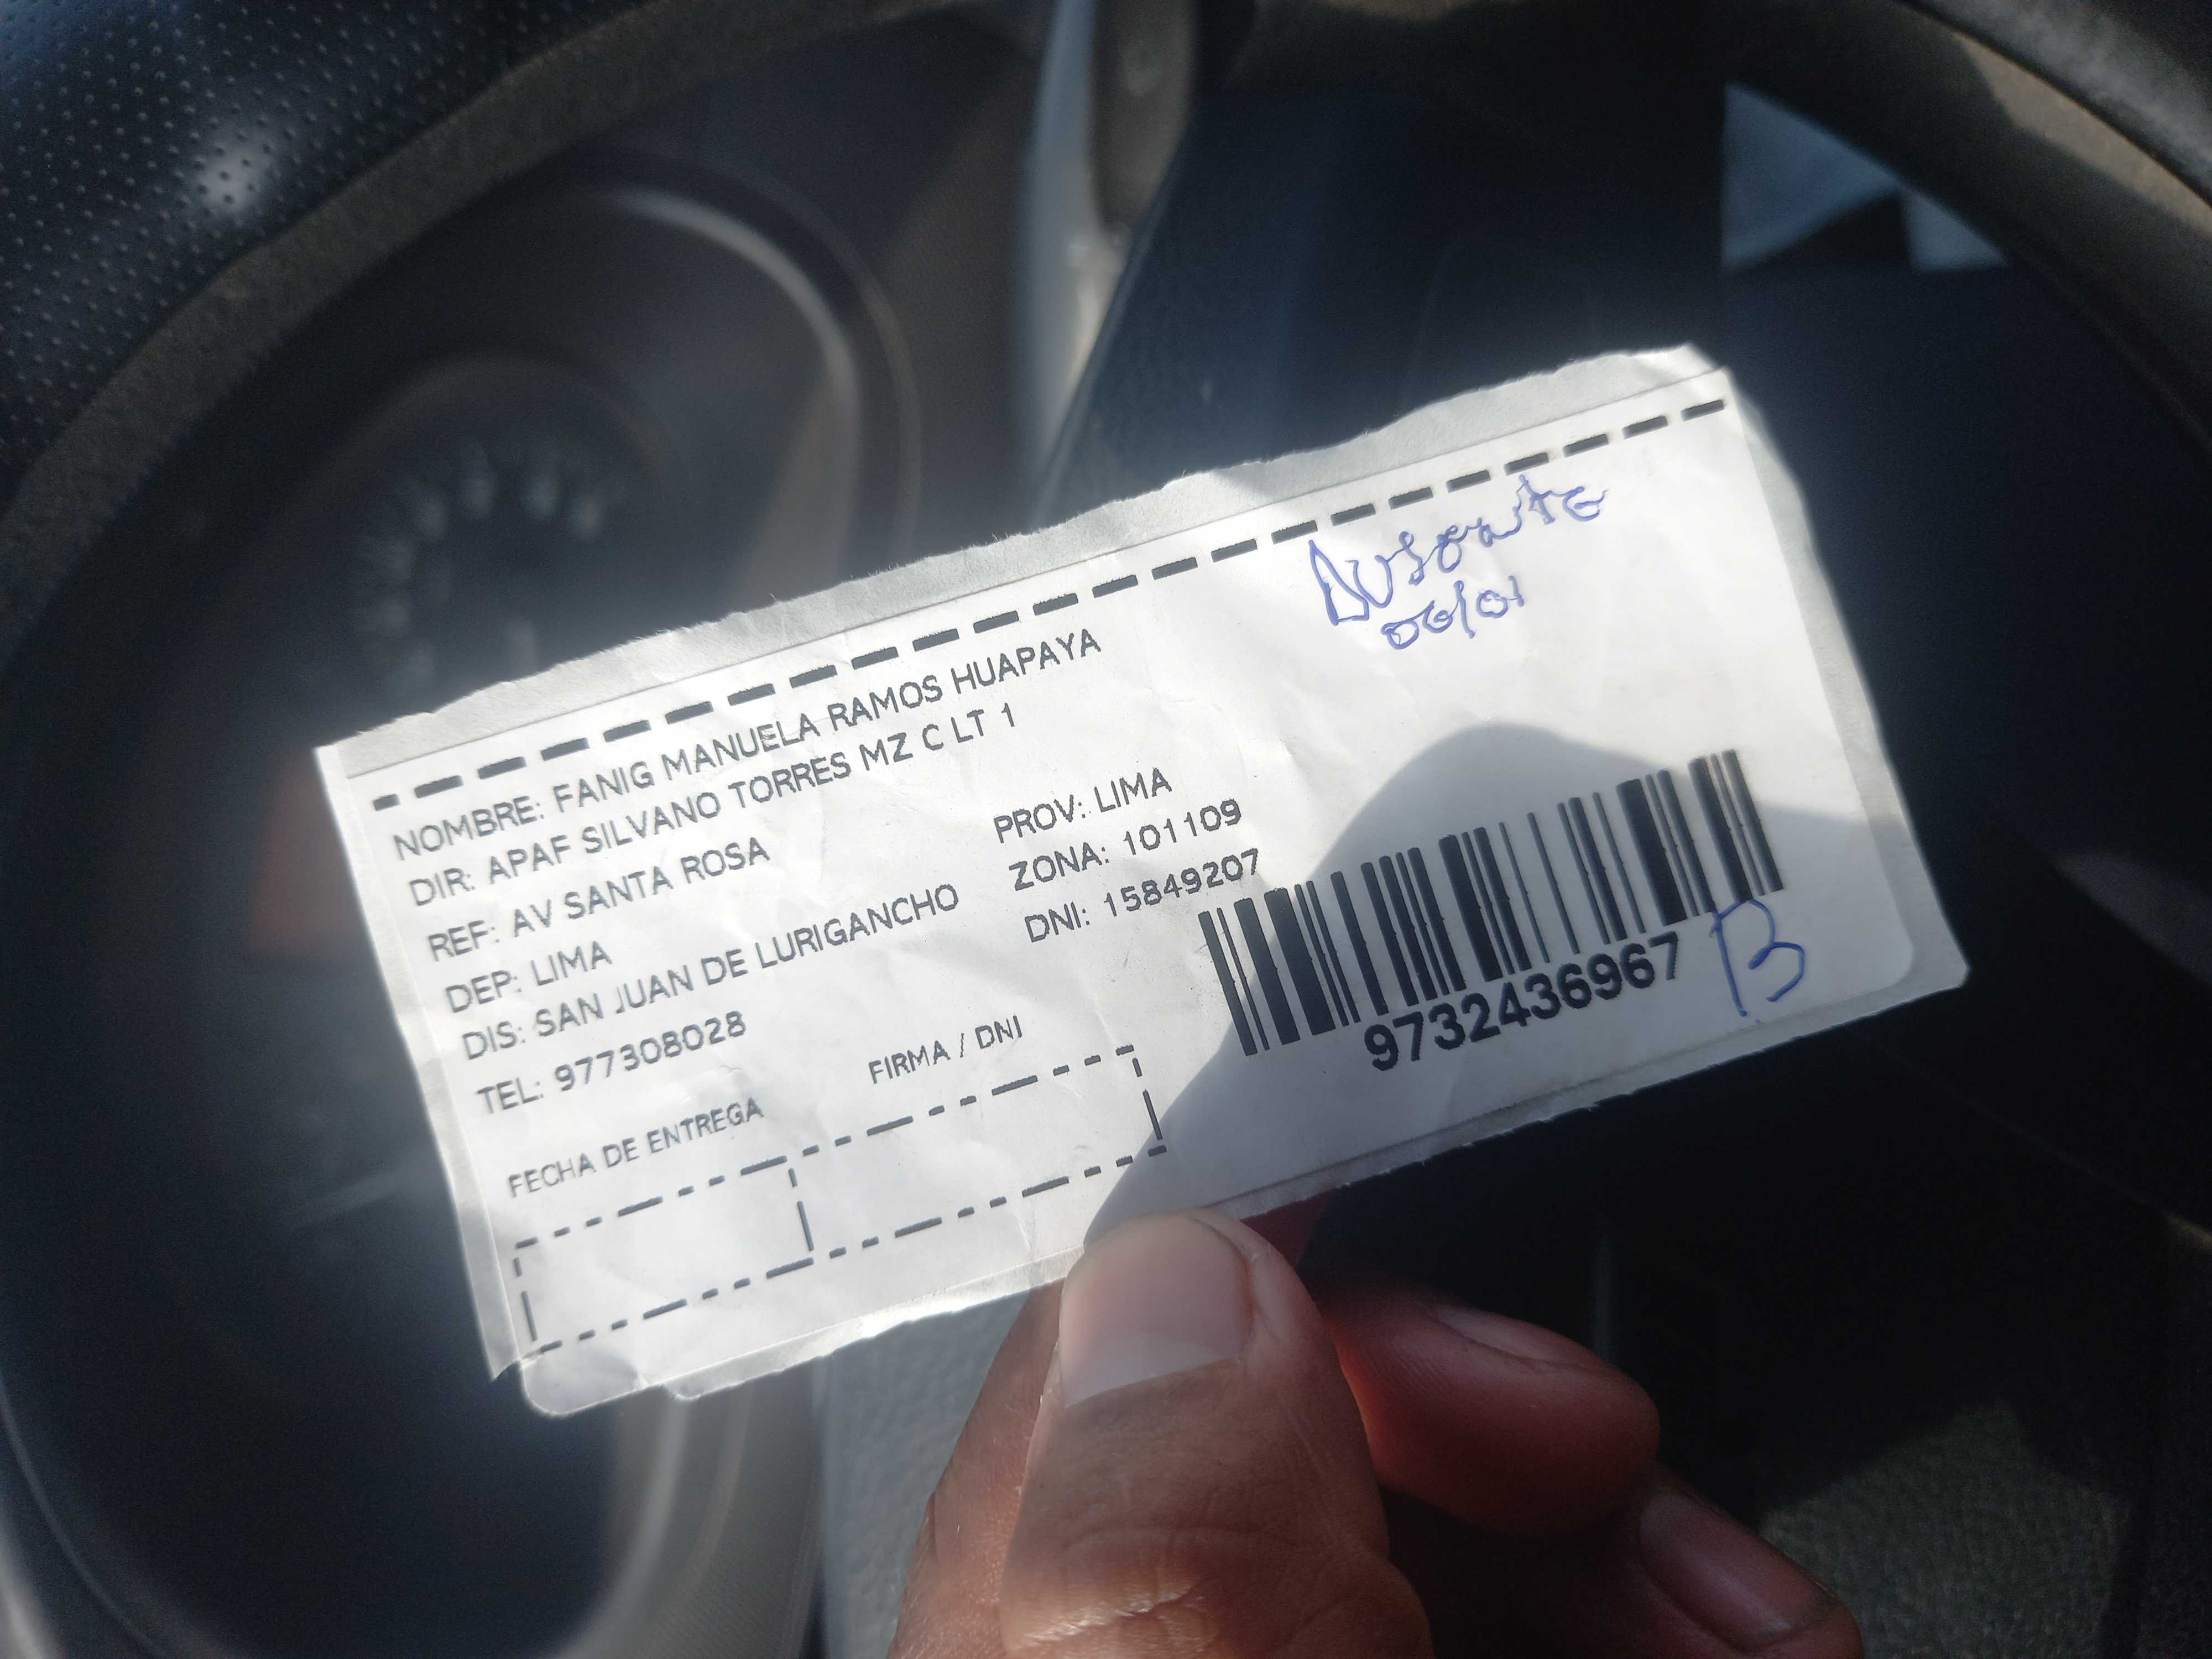 Ausente
06/01
NOMBRE: FANIG MANUELA RAMOS HUAPAYA
DIR: APAF SILVANO TORRES MZ C LT 1
REF: AV SANTA ROSA
DEP: LIMA PROV: LIMA
DIS: SAN JUAN DE LURIGANCHO ZONA: 101109
TEL: 977308028 DNI: 15849207
FECHA DE ENTREGA FIRMA / DNI
9732436967 B